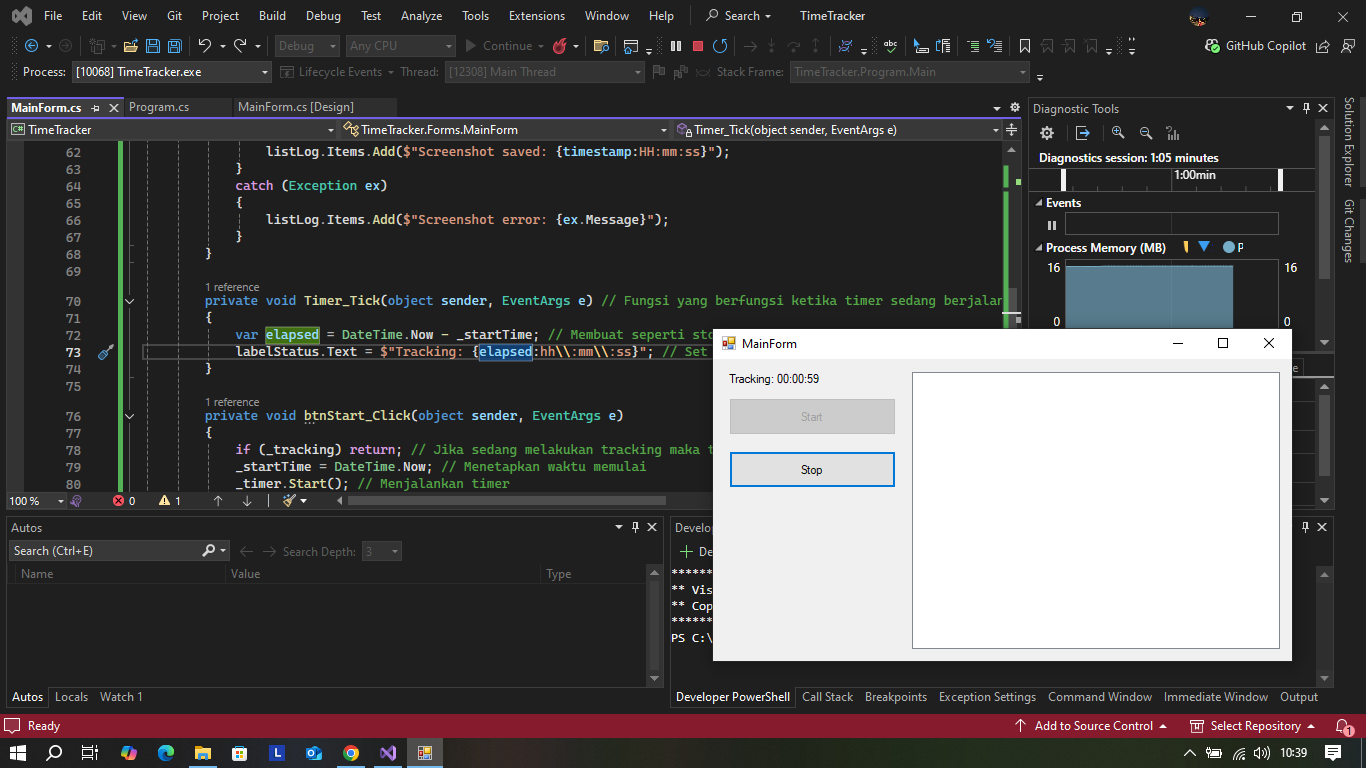 File Edit View Git Project Build Debug Test Analyze Tools Extensions Window Help Search TimeTracker
Debug Any CPU Continue GitHub Copilot
Process: [10068] TimeTracker.exe Lifecycle Events Thread: [12308] Main Thread Stack Frame: TimeTracker.Program.Main
MainForm.cs Program.cs MainForm.cs [Design]
TimeTracker TimeTracker.Forms.MainForm Timer_Tick(object sender, EventArgs e)
62 listLog.Items.Add($"Screenshot saved: {timestamp:HH:mm:ss}");
63 }
64 catch (Exception ex)
65 {
66 listLog.Items.Add($"Screenshot error: {ex.Message}");
67 }
68 }
69
1 reference
70 private void Timer_Tick(object sender, EventArgs e) // Fungsi yang berfungsi ketika timer sedang berjalan
71 {
72 var elapsed = DateTime.Now - _startTime; // Membuat seperti
73 labelStatus.Text = $"Tracking: {elapsed:hh\\:mm\\:ss}"; // Set
74 }
75
1 reference
76 private void btnStart_Click(object sender, EventArgs e)
77 {
78 if (_tracking) return; // Jika sedang melakukan tracking maka
79 _startTime = DateTime.Now; // Menetapkan waktu memulai
80 _timer.Start(); // Menjalankan timer
100 % 0 1
Diagnostic Tools
Diagnostics session: 1:05 minutes
1:00min
Events
Process Memory (MB) P
16 16
0 0
Solution Explorer
Git Changes
MainForm
Tracking: 00:00:59
Start
Stop
Autos
Search (Ctrl+E) Search Depth: 3
Name Value Type
Autos Locals Watch 1
Develop
De
*******
** Vis
** Cop
*******
PS C:\
Developer PowerShell Call Stack Breakpoints Exception Settings Command Window Immediate Window Output
Ready Add to Source Control Select Repository 1
L 10:39